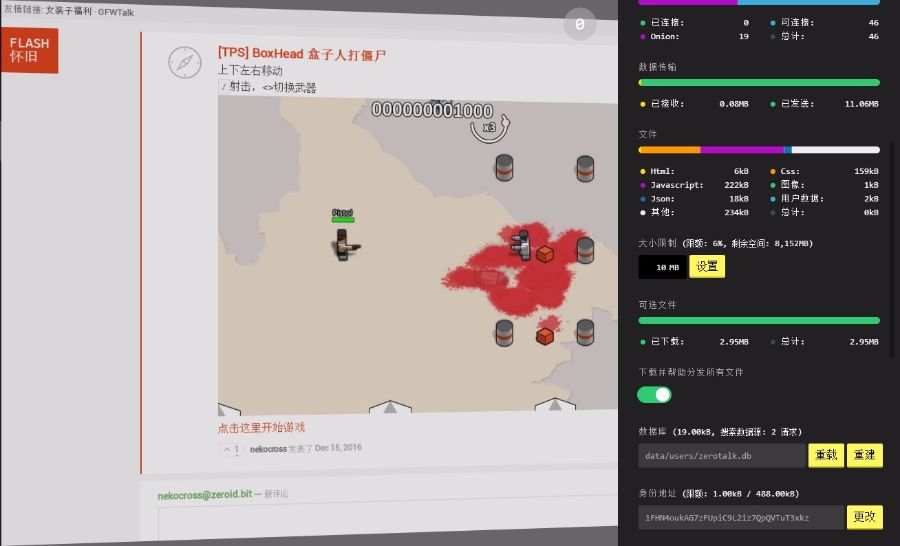 友情链接: 女装子福利 · GFWTalk
0
FLASH
怀旧
[TPS] BoxHead 盒子人打僵尸
上下左右移动
/ 射击，<>切换武器
000000001000
x3
Pistol
点击这里开始游戏
1 nekocross 发表了 Dec 15, 2016
nekocross@zeroid.bit — 新评论
已连接: 0 可连接: 46
Onion: 19 总计: 46
数据传输
已接收: 0.08MB 已发送: 11.06MB
文件
Html: 6kB Css: 159kB
Javascript: 222kB 图像: 1kB
Json: 18kB 用户数据: 2kB
其他: 234kB 总计: 0kB
大小限制 (限额: 6%, 剩余空间: 8,152MB)
10 MB 设置
可选文件
已下载: 2.95MB 总计: 2.95MB
下载并帮助分发所有文件
数据库 (19.00kB, 搜索数据源: 2 请求)
data/users/zerotalk.db 重载 重建
身份地址 (限额: 1.00kB / 488.00kB)
1FHN4oukAG7zFUpiC9L2iz7QpQVTuT3xkz 更改